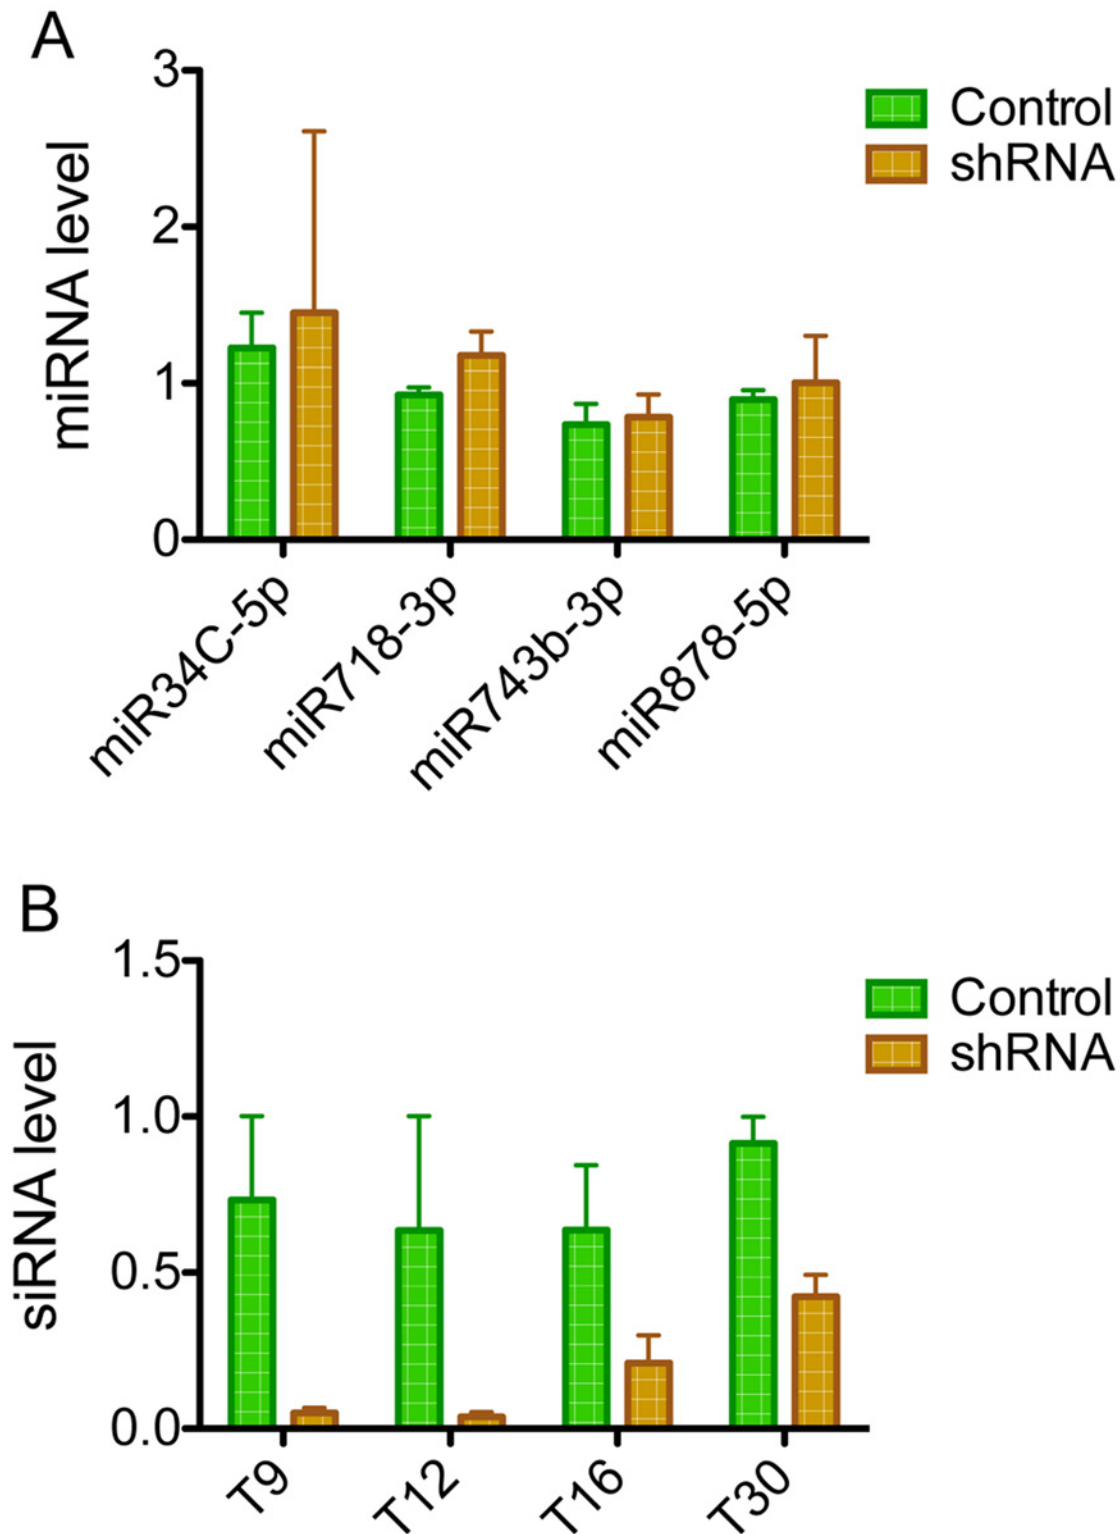 A
3
2
1
0
miRNA level
Control
shRNA
miR34C-5p
miR718-3p
miR743b-3p
miR878-5p
B
1.5
1.0
0.5
0.0
siRNA level
Control
shRNA
T9
T12
T16
T30